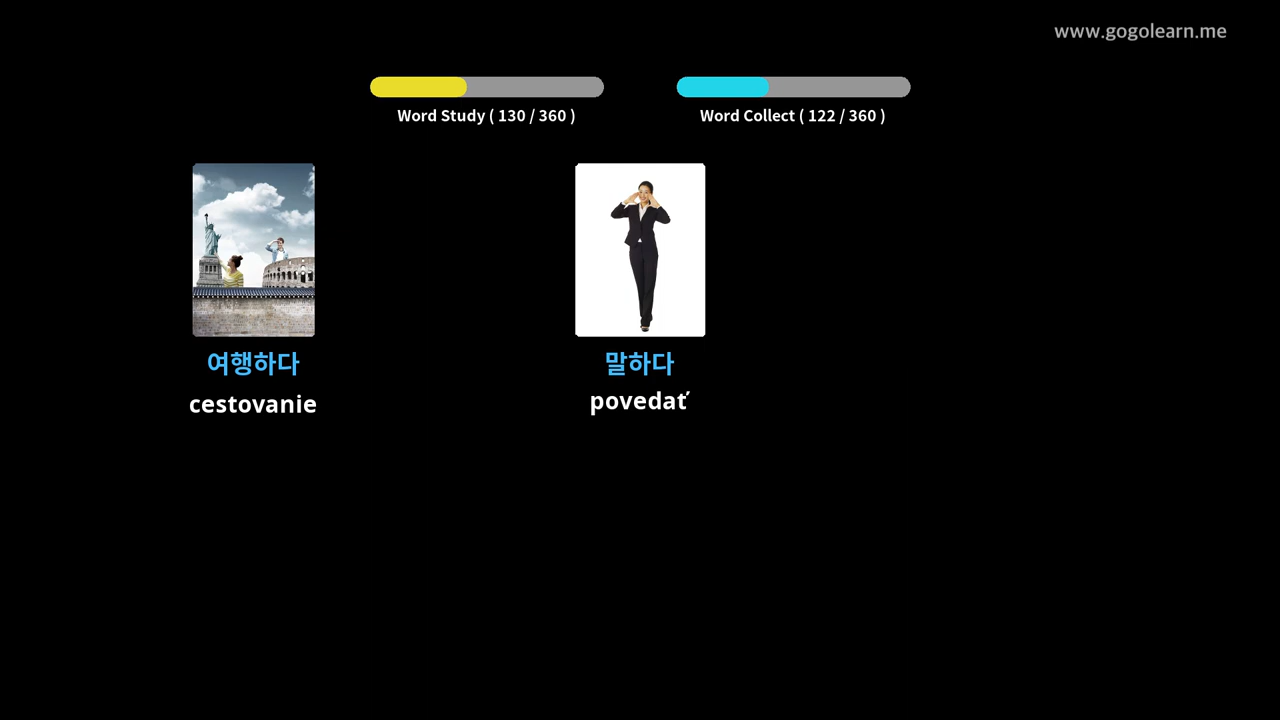 www.gogolearn.me
Word Study ( 130 / 360 )
Word Collect ( 122 / 360 )
여행하다
cestovanie
말하다
povedať